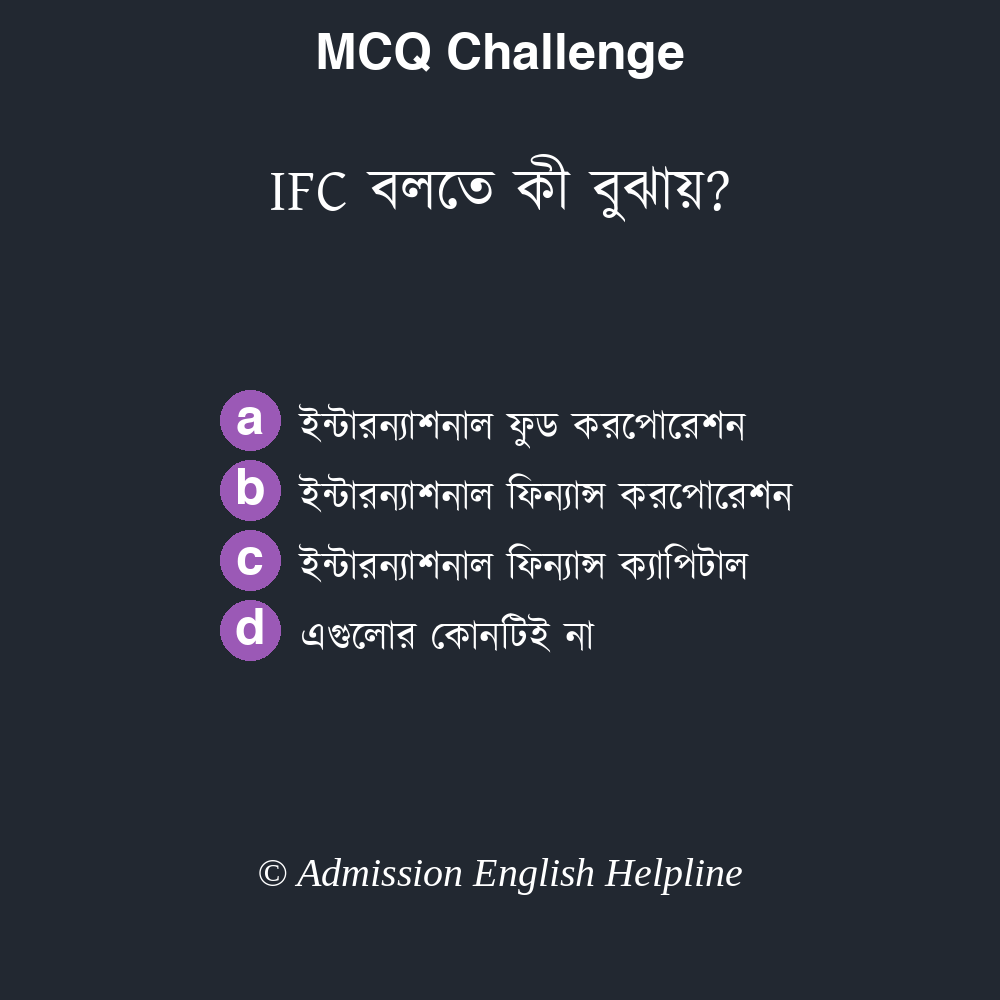 MCQ Challenge
IFC বলতে কী বুঝায়?
a ইন্টারন্যাশনাল ফুড করপোরেশন
b ইন্টারন্যাশনাল ফিন্যান্স করপোরেশন
c ইন্টারন্যাশনাল ফিন্যান্স ক্যাপিটাল
d এগুলোর কোনটিই না
© Admission English Helpline